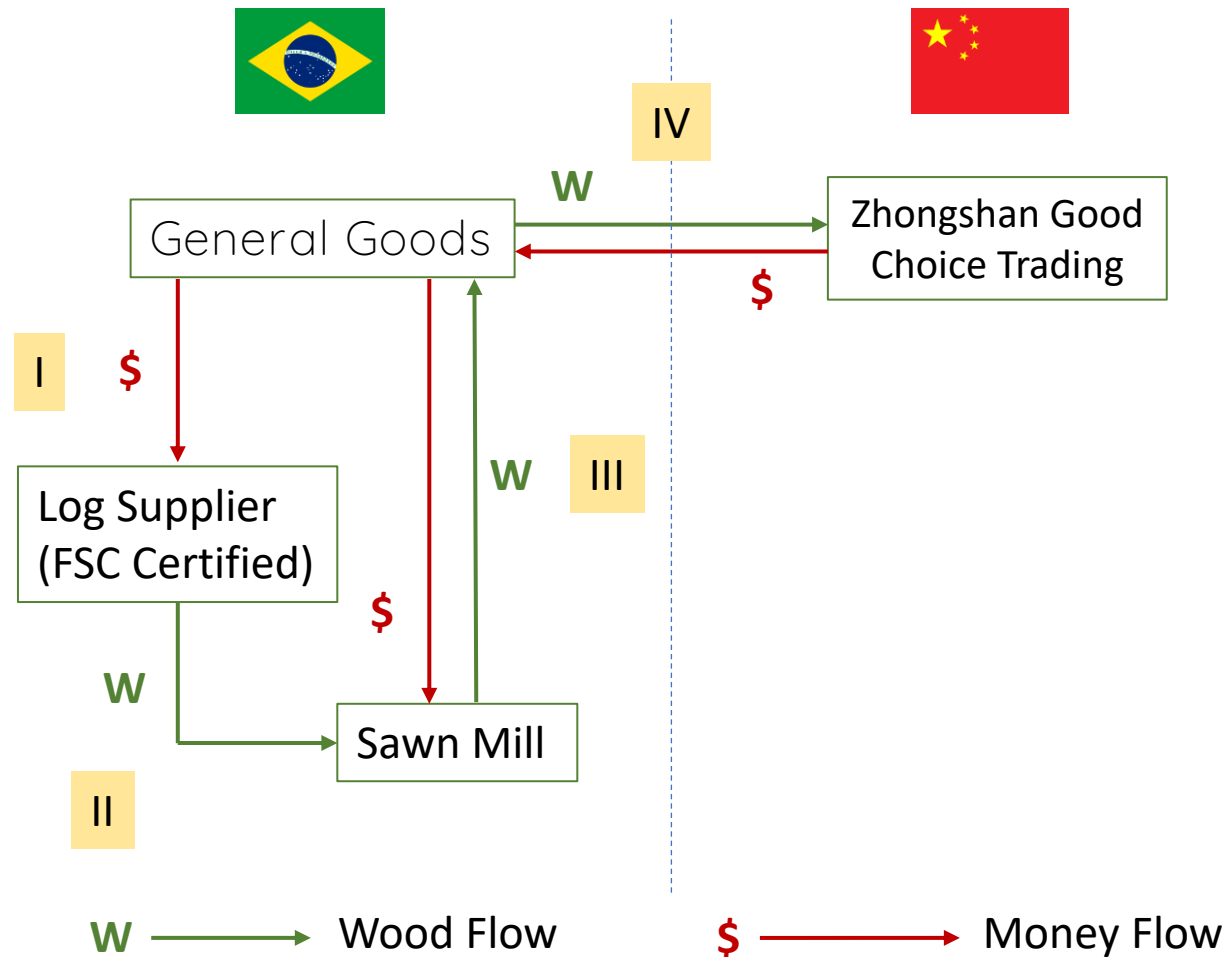 IV
W
General Goods
Zhongshan Good
Choice Trading
$
I
$
W
III
Log Supplier
(FSC Certified)
$
W
Sawn Mill
II
W
Wood Flow
$
Money Flow